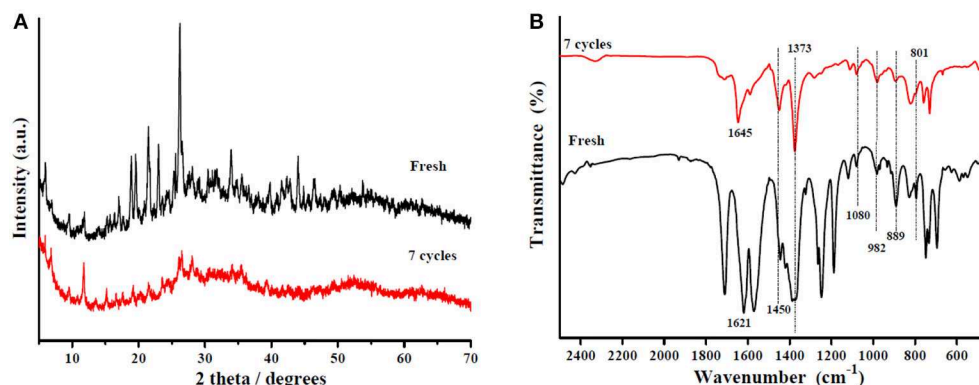 A
Intensity (a.u.)
Fresh
7 cycles
10 20 30 40 50 60 70
2 theta / degrees
B
Transmittance (%)
7 cycles
1373
801
1645
Fresh
1080
982
889
1621
1450
2400 2200 2000 1800 1600 1400 1200 1000 800 600
Wavenumber (cm⁻¹)